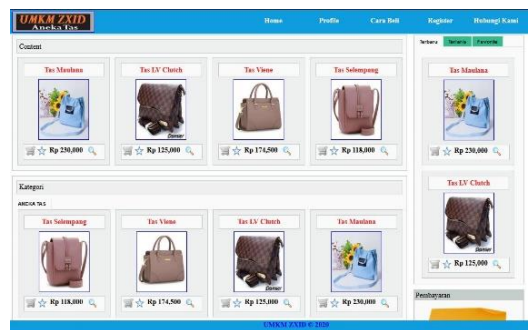 UMKM ZXID
Aneka Tas
Home Profile Cara Beli Register Hubungi Kami
Content
Tas Maulana Tas LV Clutch Tas Viene Tas Selempang
Rp 230,000 Rp 125,000 Rp 174,500 Rp 118,000
Kategori
ANEKA TAS
Tas Selempang Tas Viene Tas LV Clutch Tas Maulana
Rp 118,000 Rp 174,500 Rp 125,000 Rp 230,000
Terbaru Terlaris
Tas Maulana
Rp 230,000
Tas LV Clutch
Rp 125,000
Pembayaran
UMKM ZXID © 2020